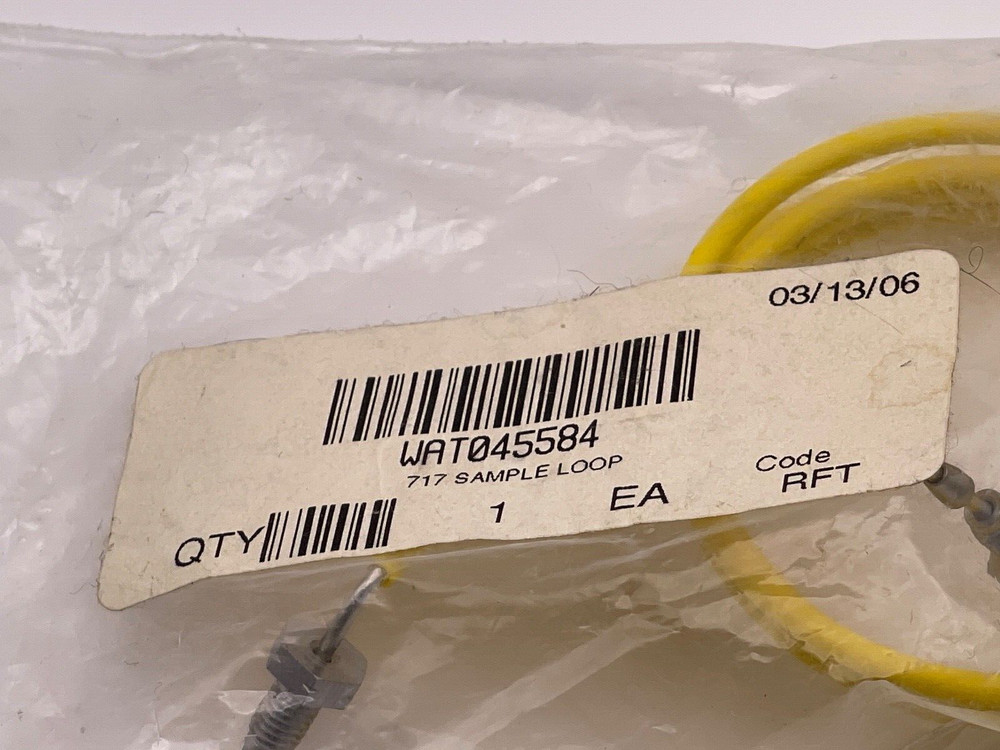 03/13/06
WAT045584
717 SAMPLE LOOP
QTY 1 EA
Code
RFT